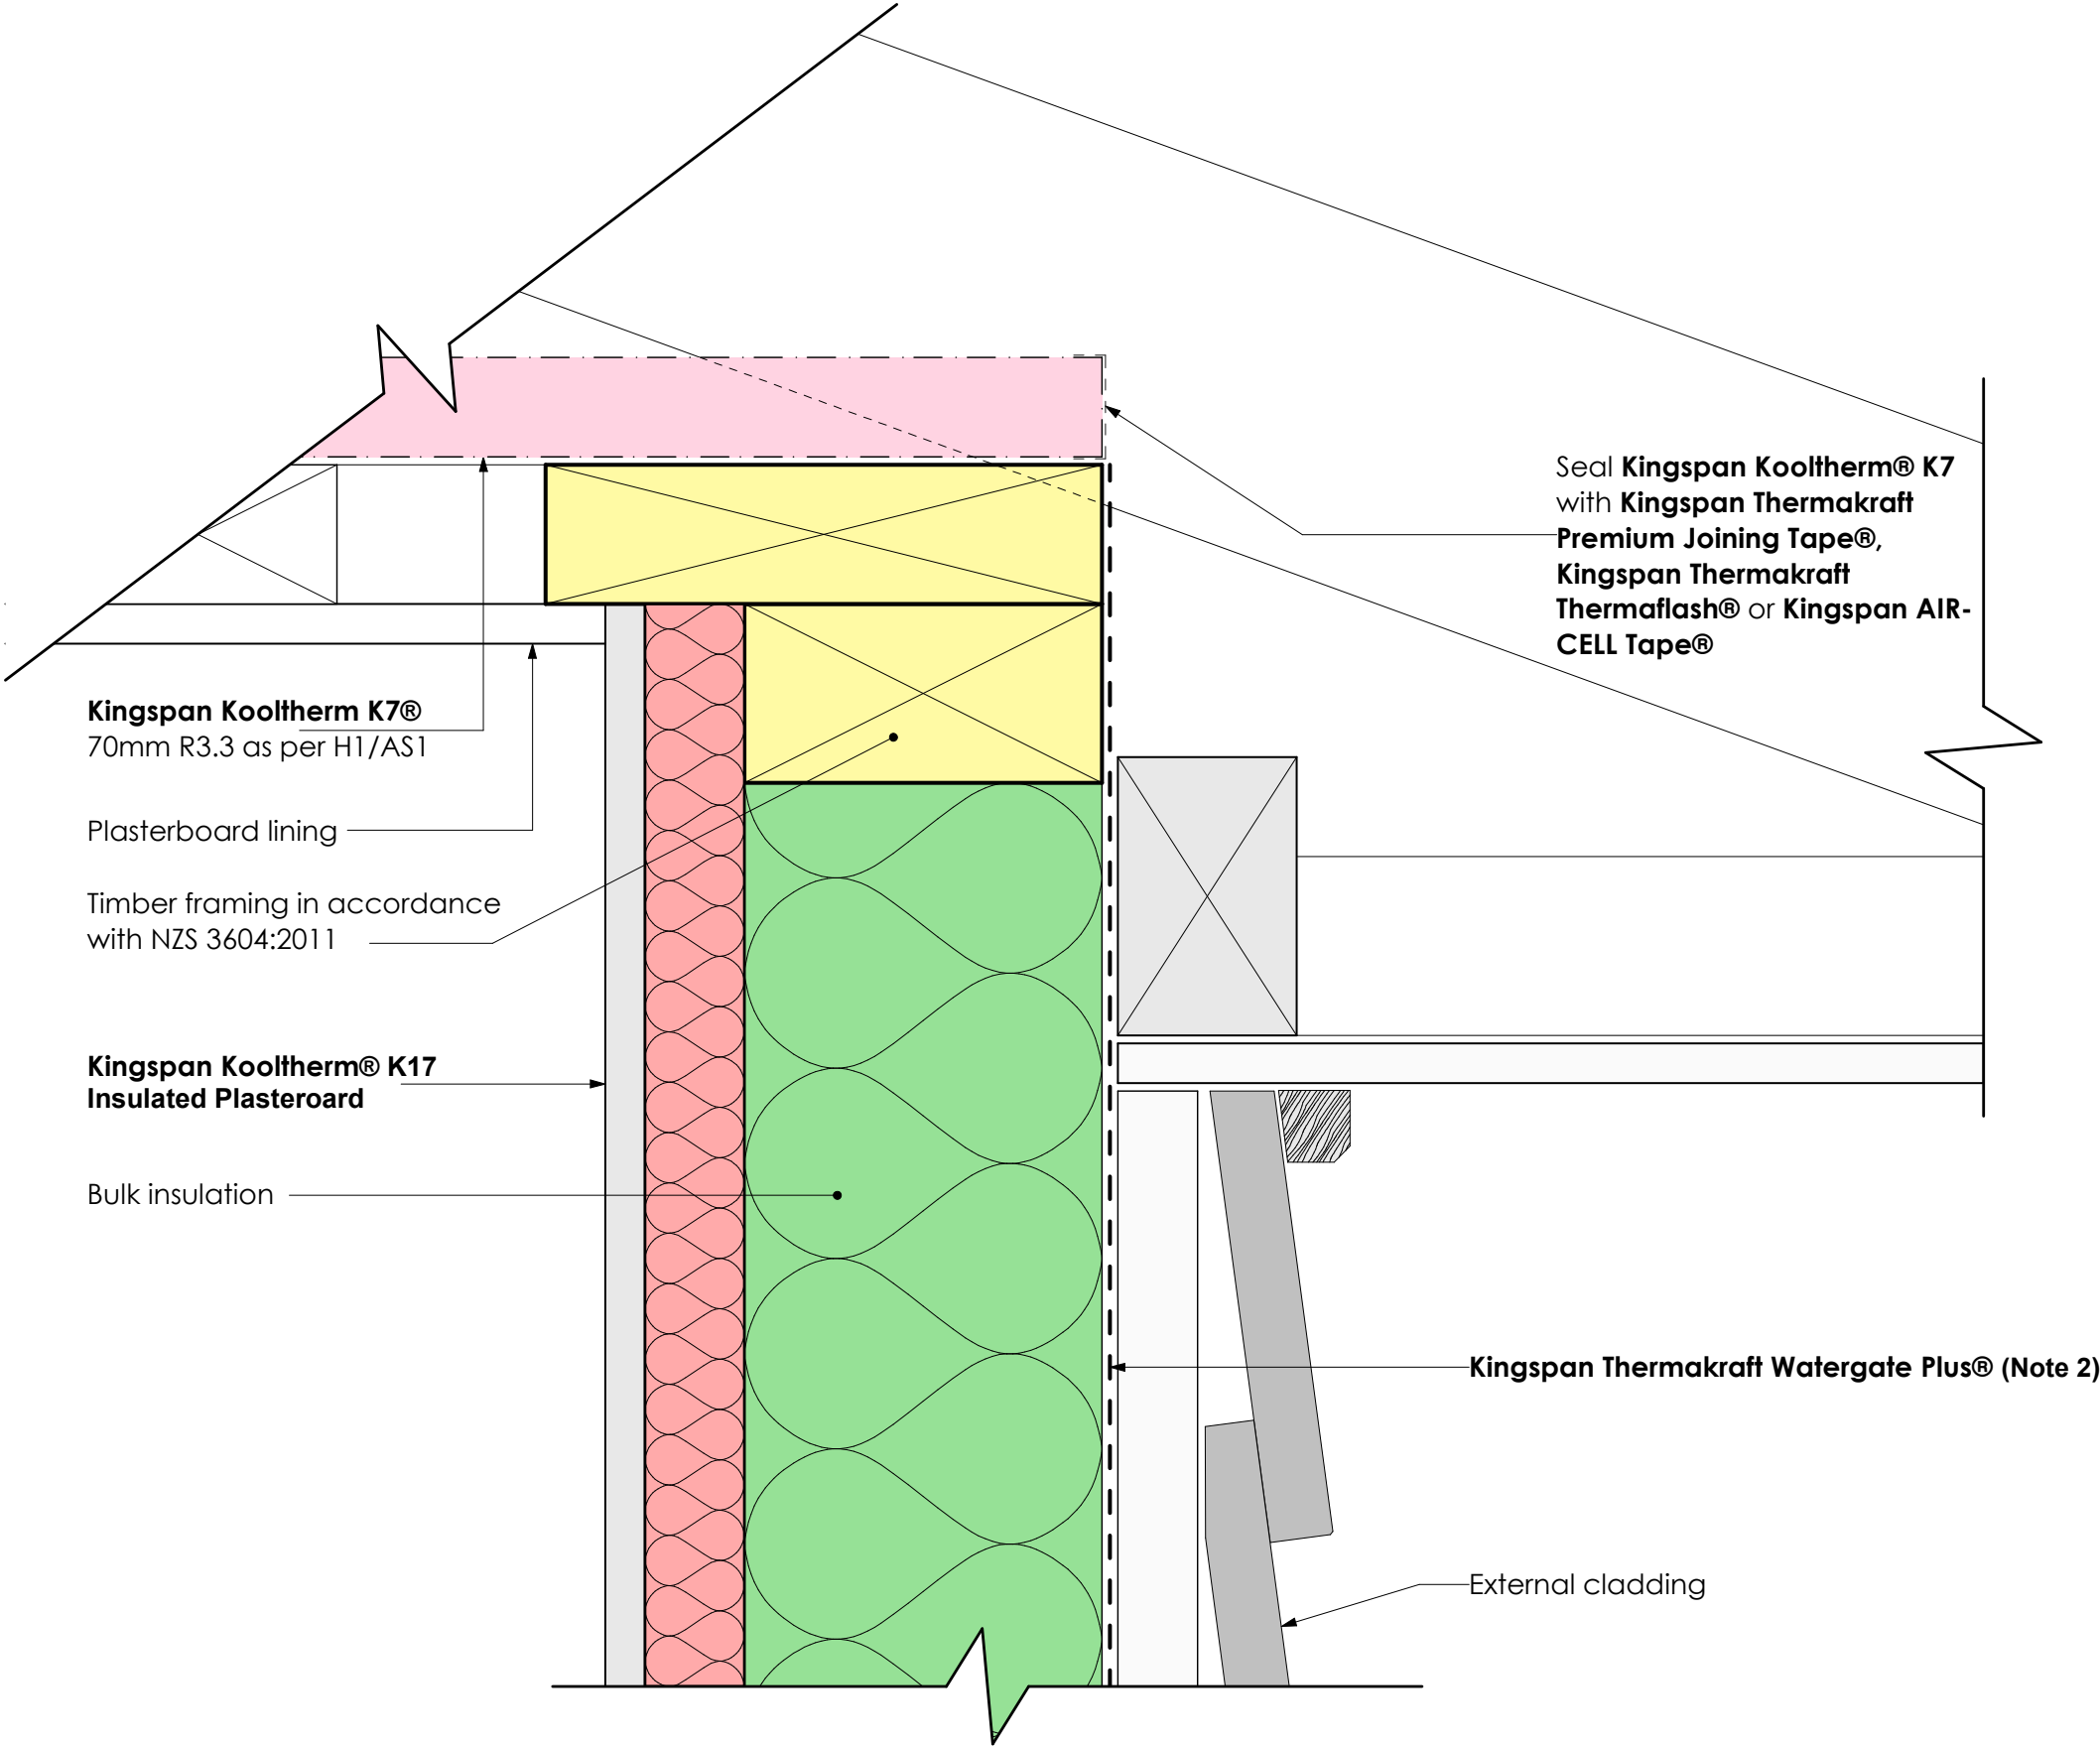 Seal Kingspan Kooltherm® K7
with Kingspan Thermakraft
Premium Joining Tape®,
Kingspan Thermakraft
Thermaflash® or Kingspan AIR-
CELL Tape®
Kingspan Kooltherm K7®
70mm R3.3 as per H1/AS1
Plasterboard lining
Timber framing in accordance
with NZS 3604:2011
Kingspan Kooltherm® K17
Insulated Plasteroard
Bulk insulation
Kingspan Thermakraft Watergate Plus® (Note 2)
External cladding